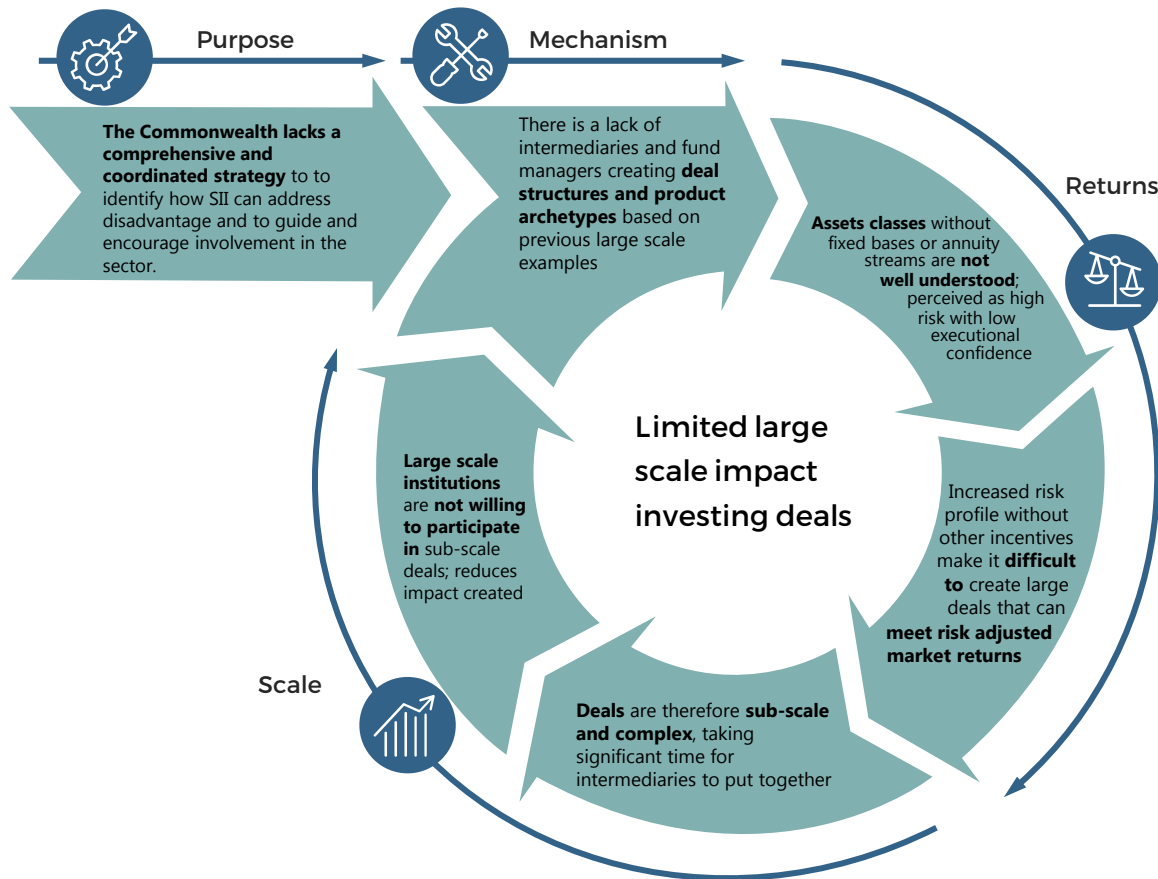 Purpose
Mechanism
The Commonwealth lacks a
comprehensive and
coordinated strategy to to
identify how SII can address
disadvantage and to guide and
encourage involvement in the
sector.
There is a lack of
intermediaries and fund
managers creating deal
structures and product
archetypes based on
previous large scale
examples
Returns
Assets classes without
fixed bases or annuity
streams are not
well understood;
perceived as high
risk with low
executional
confidence
Limited large
scale impact
investing deals
Increased risk
profile without
other incentives
make it difficult
to create large
deals that can
meet risk adjusted
market returns
Large scale
institutions
are not willing
to participate
in sub-scale
deals; reduces
impact created
Scale
Deals are therefore sub-scale
and complex, taking
significant time for
intermediaries to put together